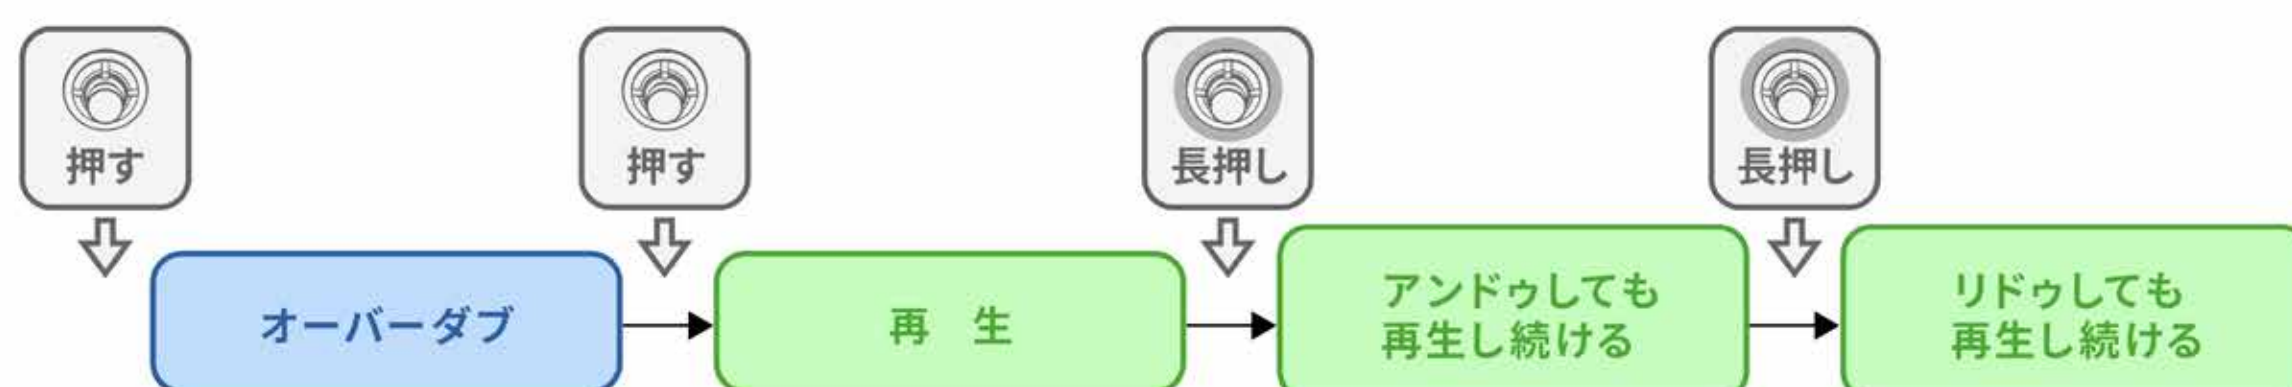 押す
押す
長押し
長押し
オーバーダブ
再　生
アンドゥしても
再生し続ける
リドゥしても
再生し続ける